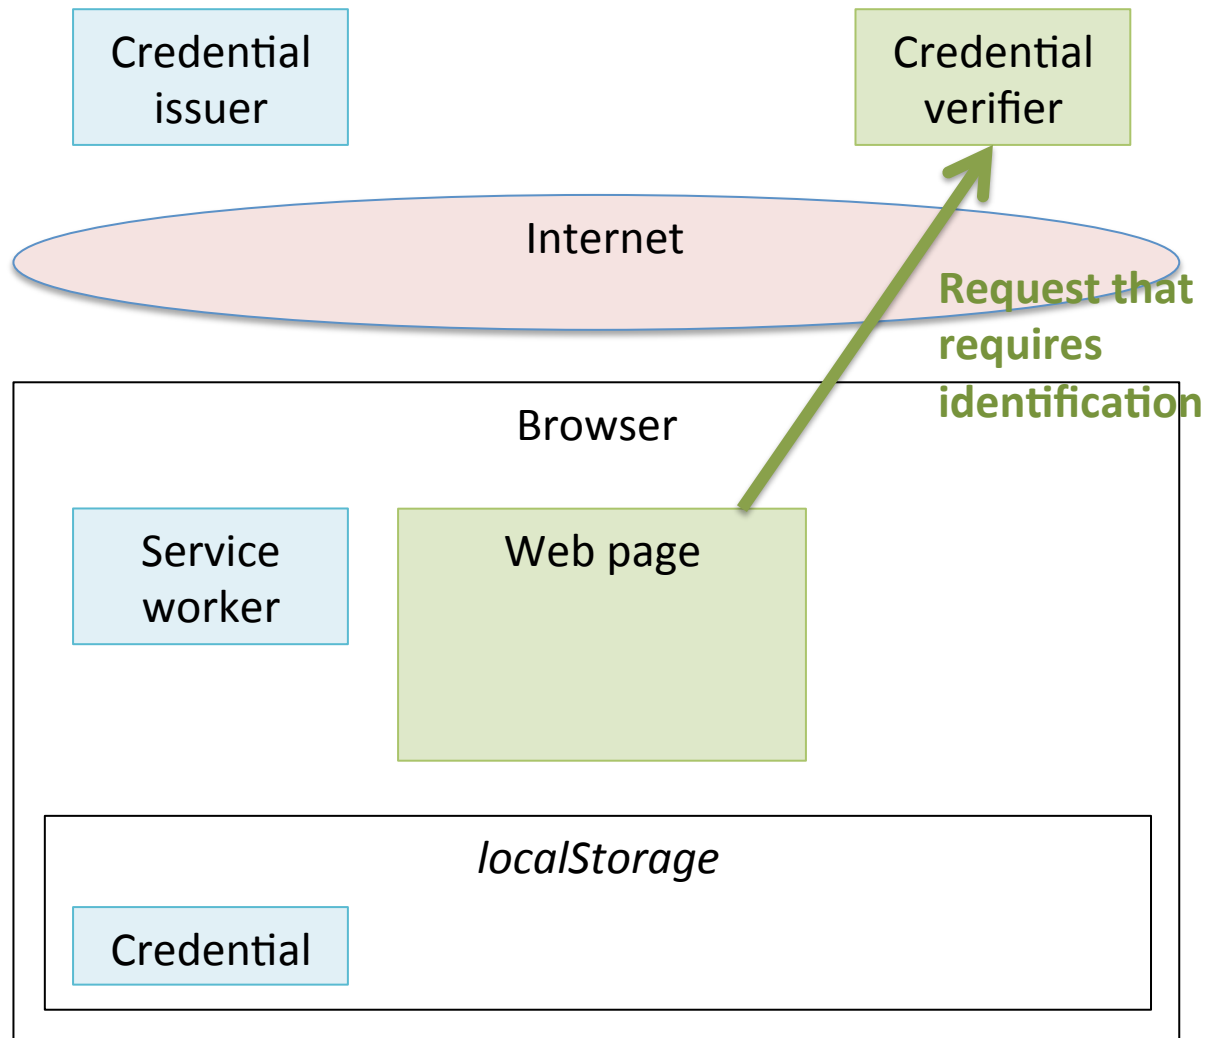 Credential
issuer
Credential
verifier
Internet
Request that
requires
identification
Browser
Service
worker
Web page
localStorage
Credential